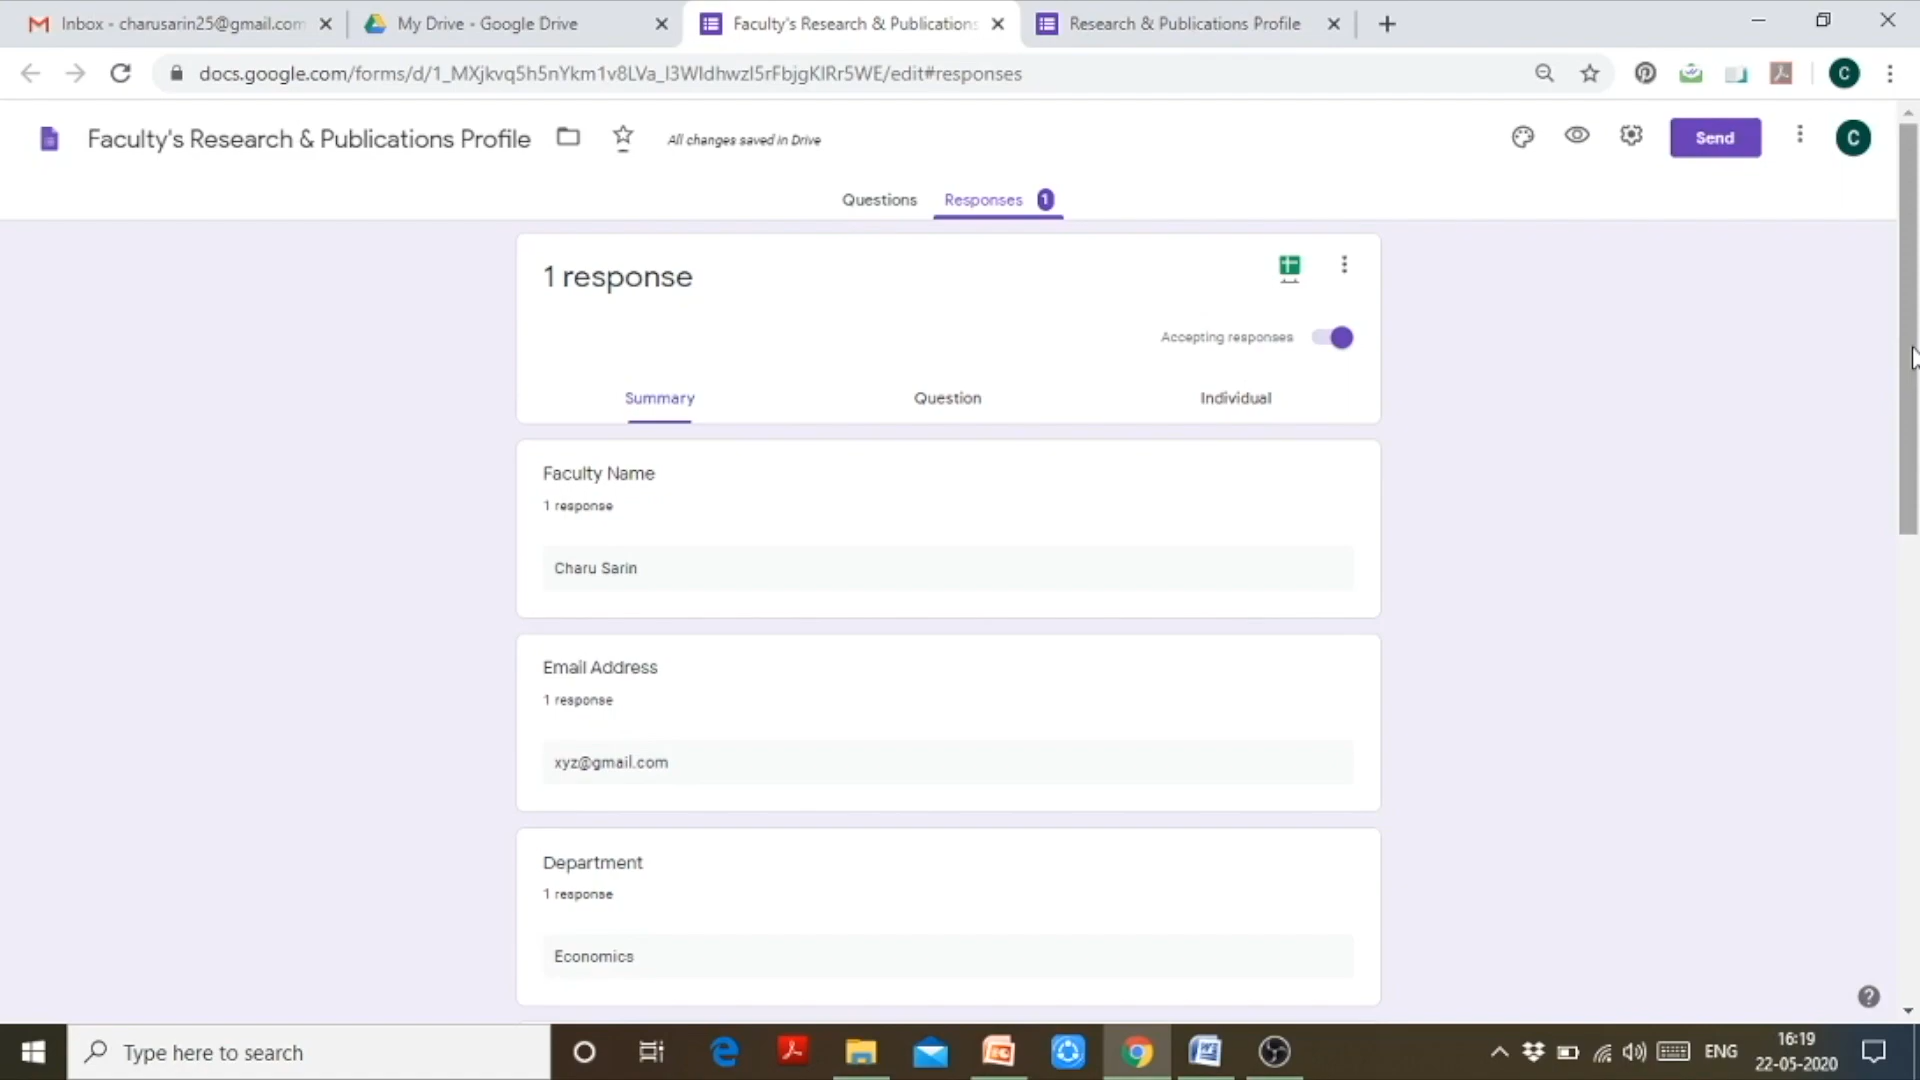 Inbox - charusarin25@gmail.com
My Drive - Google Drive
Faculty's Research & Publications
Research & Publications Profile
docs.google.com/forms/d/1_MXjkvq5h5nYkm1v8LVa_I3WIdhwzI5rFbjgKIRr5WE/edit#responses
C
Faculty's Research & Publications Profile
All changes saved in Drive
Send
C
Questions
Responses 1
1 response
Accepting responses
Summary
Question
Individual
Faculty Name
1 response
Charu Sarin
Email Address
1 response
xyz@gmail.com
Department
1 response
Economics
Type here to search
ENG
16:19
22-05-2020